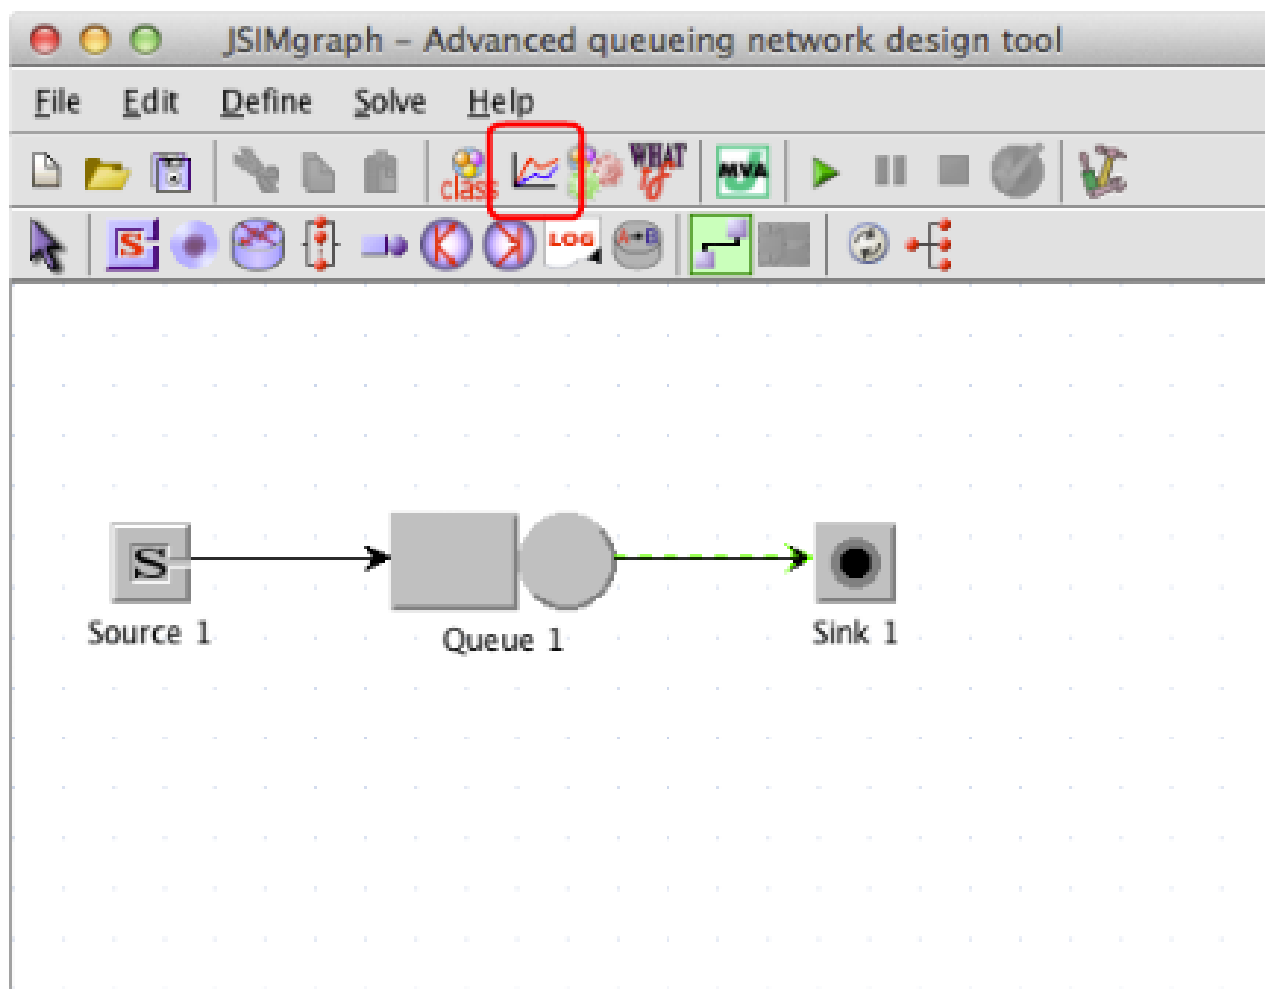 JSIMgraph – Advanced queueing network design tool
File Edit Define Solve Help
class WHAT if MVA
S LOG A→B
S
Source 1 Queue 1 Sink 1